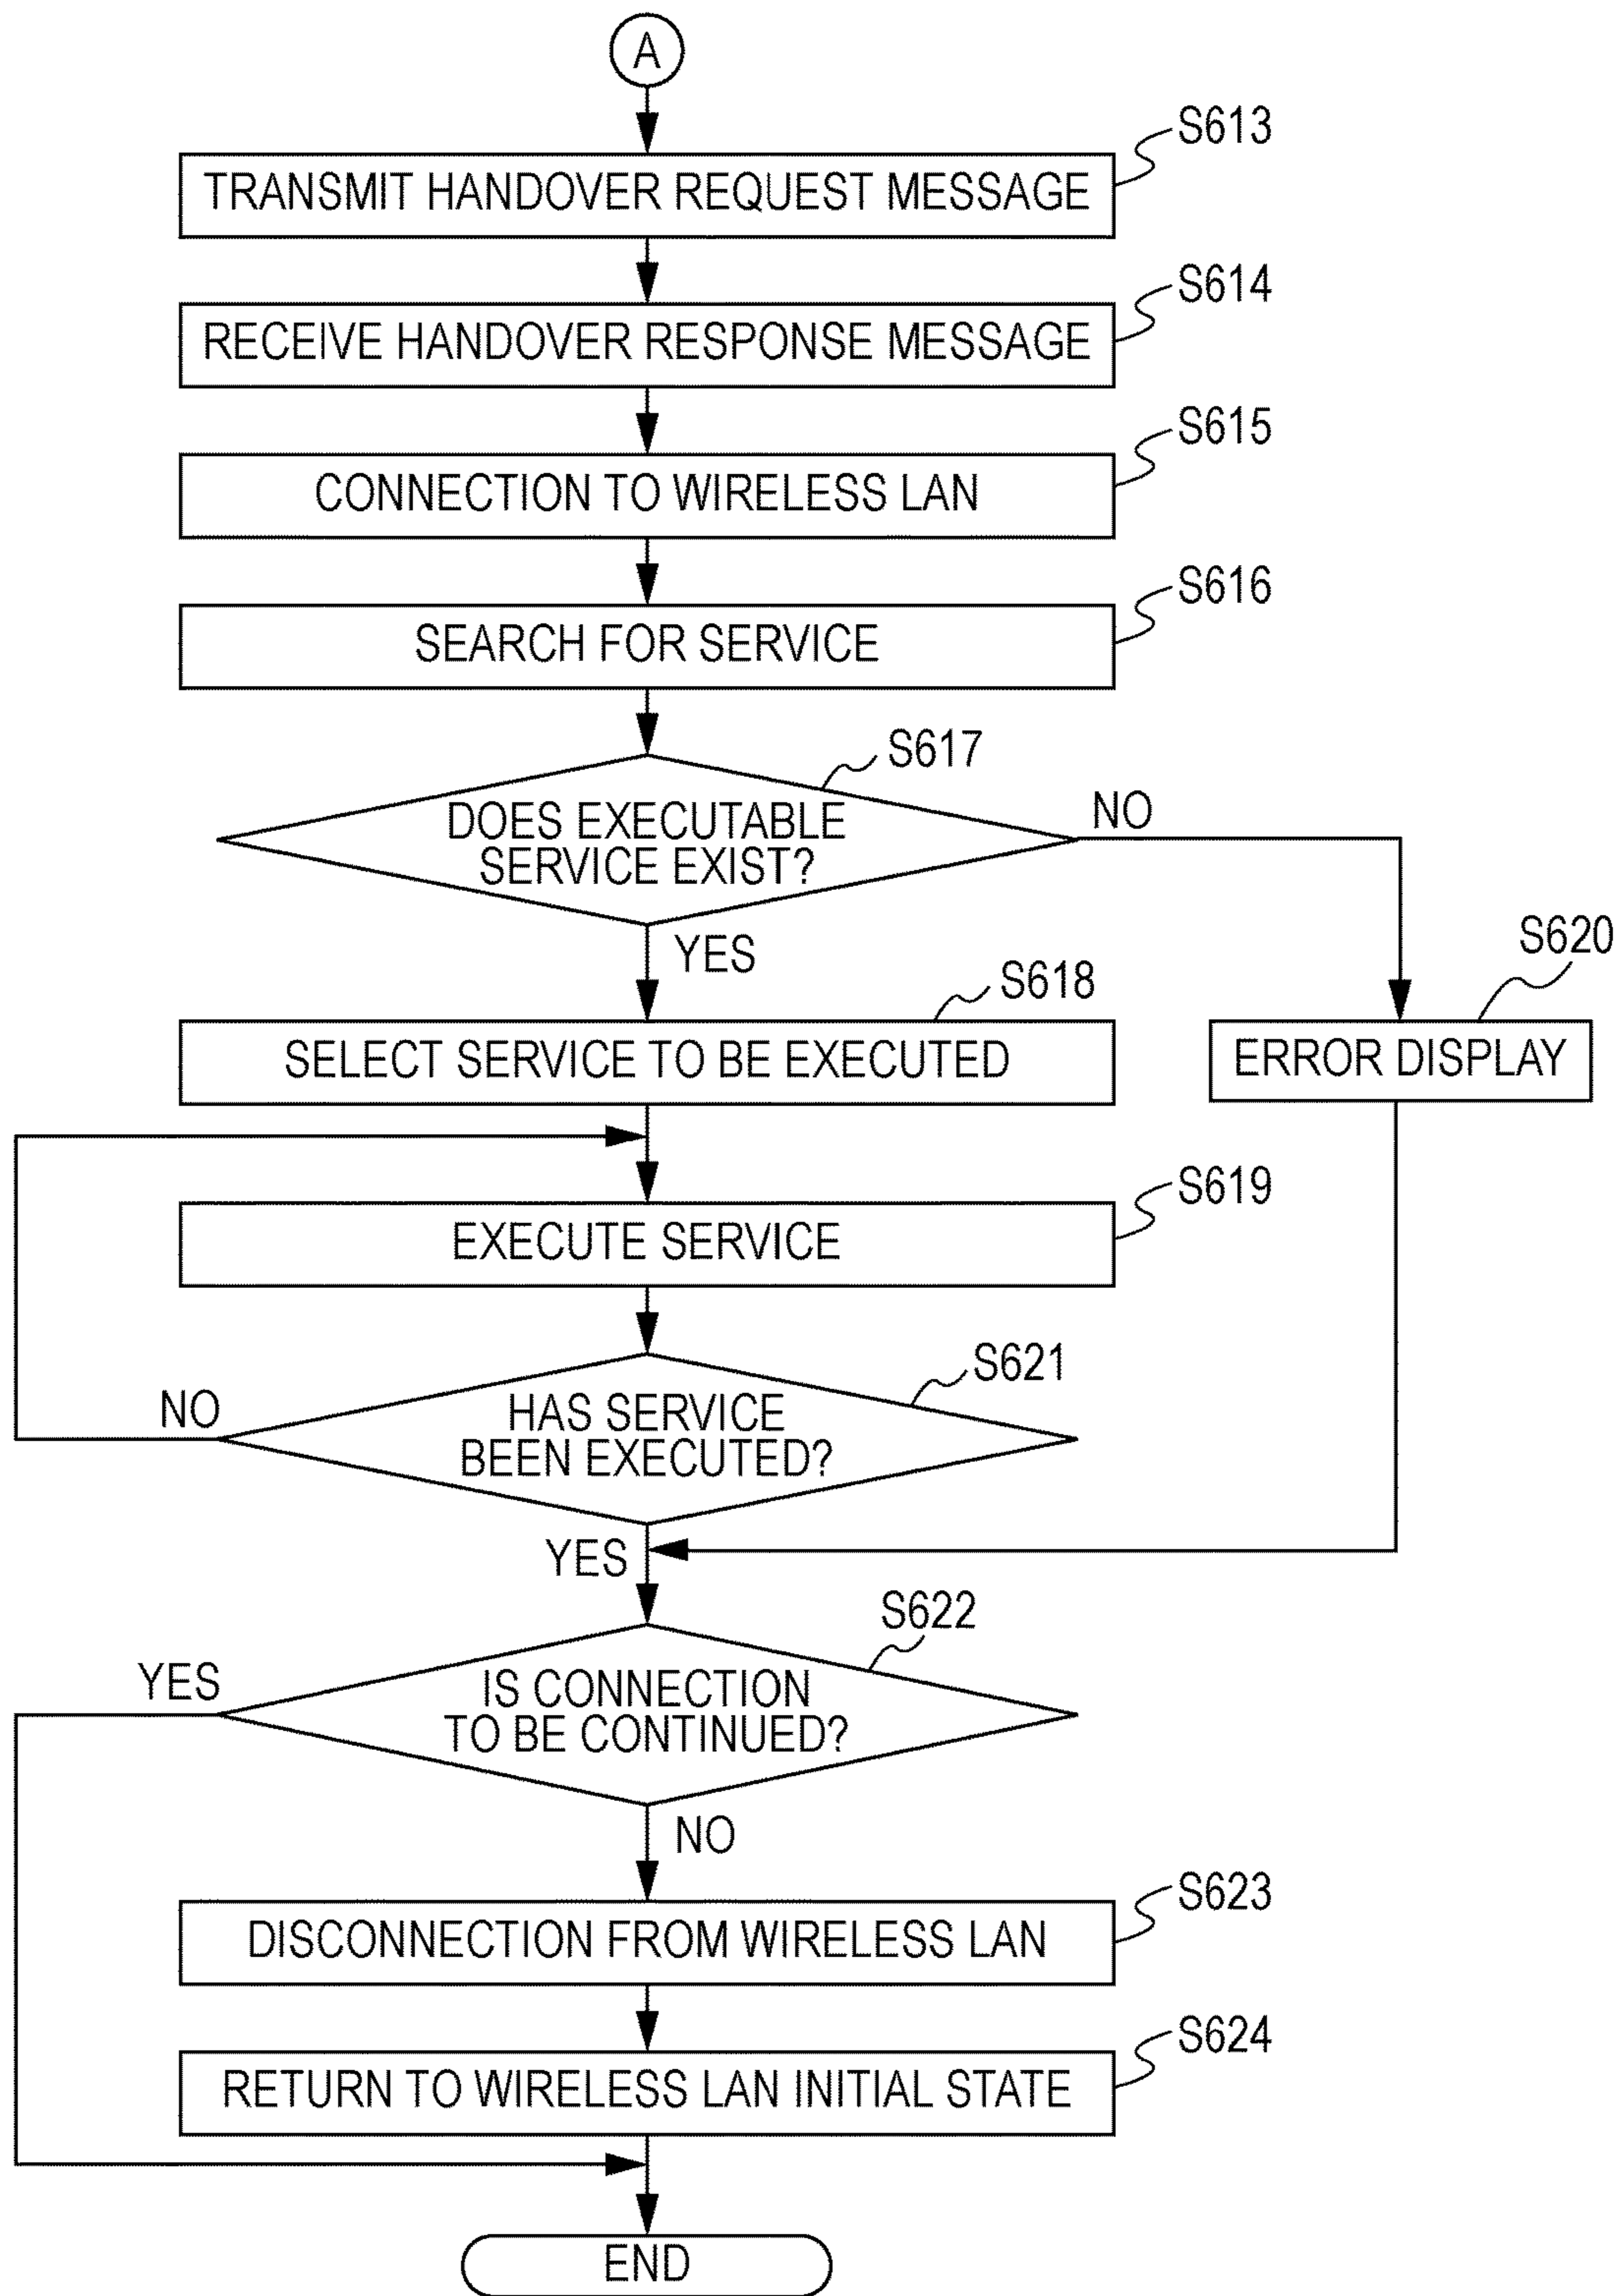 A
S613
TRANSMIT HANDOVER REQUEST MESSAGE
S614
RECEIVE HANDOVER RESPONSE MESSAGE
S615
CONNECTION TO WIRELESS LAN
S616
SEARCH FOR SERVICE
S617
DOES EXECUTABLE
SERVICE EXIST?
NO
YES
S618
SELECT SERVICE TO BE EXECUTED
S620
ERROR DISPLAY
S619
EXECUTE SERVICE
S621
HAS SERVICE
BEEN EXECUTED?
NO
YES
S622
IS CONNECTION
TO BE CONTINUED?
YES
NO
S623
DISCONNECTION FROM WIRELESS LAN
S624
RETURN TO WIRELESS LAN INITIAL STATE
END